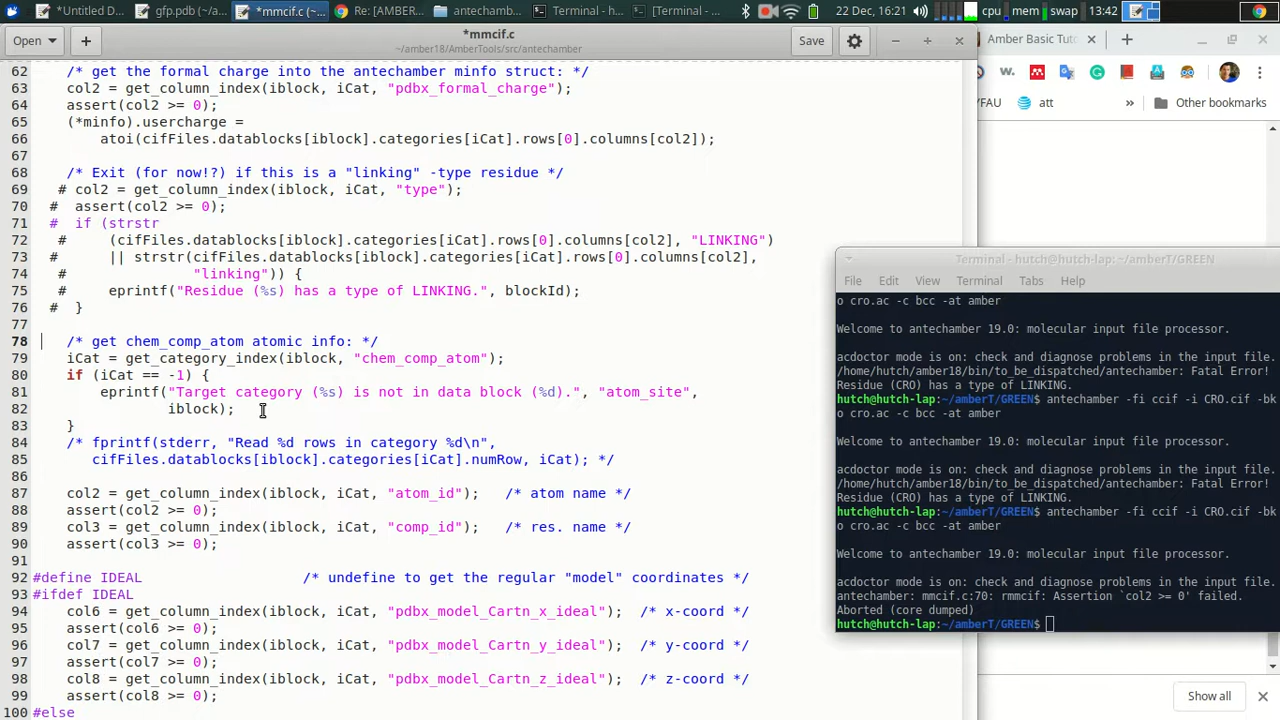 *Untitled D...
gfp.pdb (~/a...
*mmcif.c (~...
Re: [AMBER...
antechamb...
Terminal - h...
[Terminal - ...
22 Dec, 16:21
cpu
mem
swap
13:42
Open
*mmcif.c
~/amber18/AmberTools/src/antechamber
Save
62 /* get the formal charge into the antechamber minfo struct: */
63 col2 = get_column_index(iblock, iCat, "pdbx_formal_charge");
64 assert(col2 >= 0);
65 (*minfo).usercharge =
66 atoi(cifFiles.datablocks[iblock].categories[iCat].rows[0].columns[col2]);
67
68 /* Exit (for now!?) if this is a "linking" -type residue */
69 # col2 = get_column_index(iblock, iCat, "type");
70 # assert(col2 >= 0);
71 # if (strstr
72 # (cifFiles.datablocks[iblock].categories[iCat].rows[0].columns[col2], "LINKING")
73 # || strstr(cifFiles.datablocks[iblock].categories[iCat].rows[0].columns[col2],
74 # "linking")) {
75 # eprintf("Residue (%s) has a type of LINKING.", blockId);
76 # }
77
78 /* get chem_comp_atom atomic info: */
79 iCat = get_category_index(iblock, "chem_comp_atom");
80 if (iCat == -1) {
81 eprintf("Target category (%s) is not in data block (%d).", "atom_site",
82 iblock);
83 }
84 /* fprintf(stderr, "Read %d rows in category %d\n",
85 cifFiles.datablocks[iblock].categories[iCat].numRow, iCat); */
86
87 col2 = get_column_index(iblock, iCat, "atom_id"); /* atom name */
88 assert(col2 >= 0);
89 col3 = get_column_index(iblock, iCat, "comp_id"); /* res. name */
90 assert(col3 >= 0);
91
92 #define IDEAL /* undefine to get the regular "model" coordinates */
93 #ifdef IDEAL
94 col6 = get_column_index(iblock, iCat, "pdbx_model_Cartn_x_ideal"); /* x-coord */
95 assert(col6 >= 0);
96 col7 = get_column_index(iblock, iCat, "pdbx_model_Cartn_y_ideal"); /* y-coord */
97 assert(col7 >= 0);
98 col8 = get_column_index(iblock, iCat, "pdbx_model_Cartn_z_ideal"); /* z-coord */
99 assert(col8 >= 0);
100 #else
Amber Basic Tuto
w.
/FAU
att
Other bookmarks
Terminal - hutch@hutch-lap: ~/amberT/GREEN
File Edit View Terminal Tabs Help
o cro.ac -c bcc -at amber
Welcome to antechamber 19.0: molecular input file processor.
acdoctor mode is on: check and diagnose problems in the input file.
/home/hutch/amber18/bin/to_be_dispatched/antechamber: Fatal Error!
Residue (CRO) has a type of LINKING.
hutch@hutch-lap:~/amberT/GREEN$ antechamber -fi ccif -i CRO.cif -bk
o cro.ac -c bcc -at amber
Welcome to antechamber 19.0: molecular input file processor.
acdoctor mode is on: check and diagnose problems in the input file.
/home/hutch/amber18/bin/to_be_dispatched/antechamber: Fatal Error!
Residue (CRO) has a type of LINKING.
hutch@hutch-lap:~/amberT/GREEN$ antechamber -fi ccif -i CRO.cif -bk
o cro.ac -c bcc -at amber
Welcome to antechamber 19.0: molecular input file processor.
acdoctor mode is on: check and diagnose problems in the input file.
antechamber: mmcif.c:70: rmmcif: Assertion `col2 >= 0' failed.
Aborted (core dumped)
hutch@hutch-lap:~/amberT/GREEN$
Show all